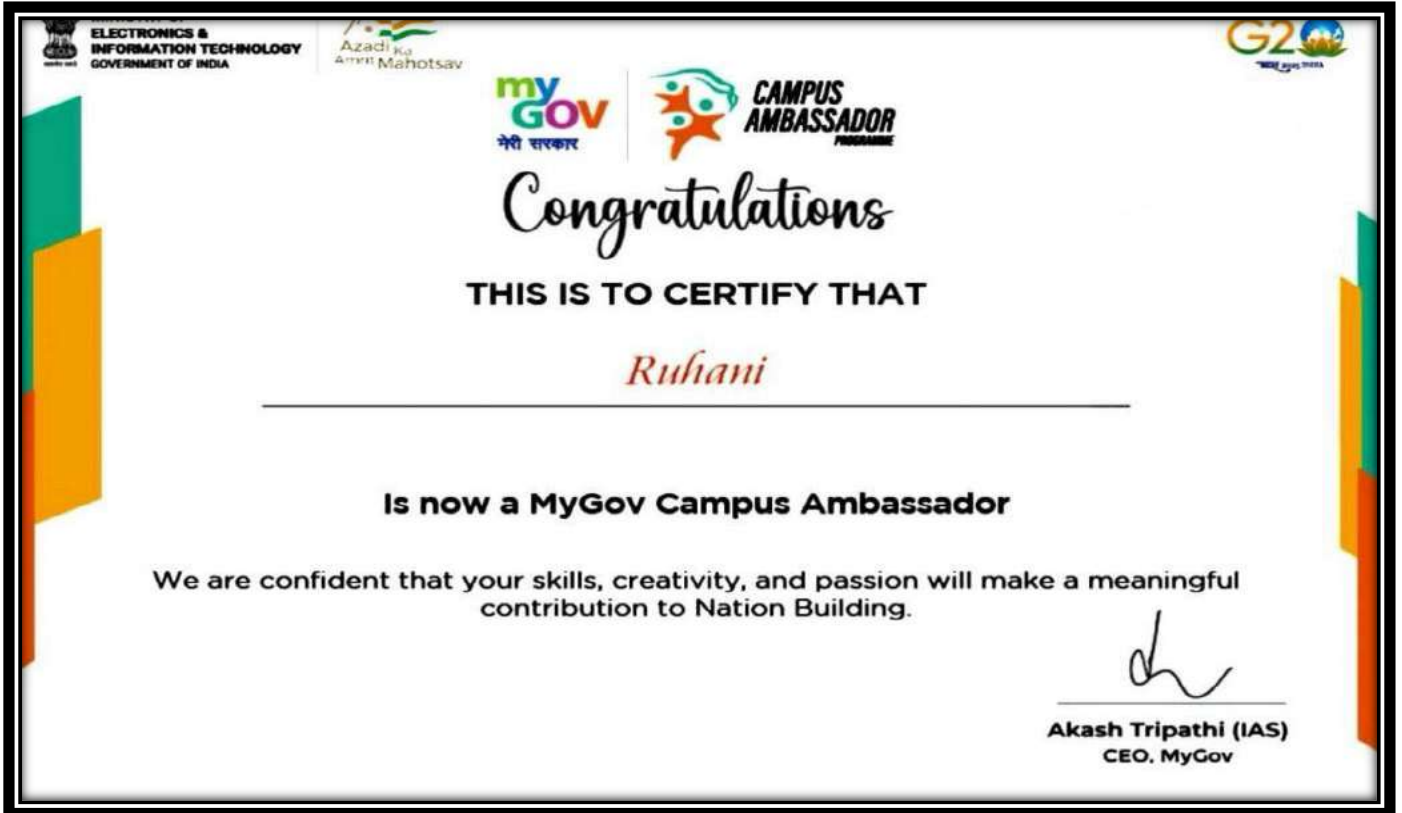 ELECTRONICS &
INFORMATION TECHNOLOGY
GOVERNMENT OF INDIA
Azadi Ka
Amrit Mahotsav
G20
my
GOV
मेरी सरकार
CAMPUS
AMBASSADOR
PROGRAMME
Congratulations
THIS IS TO CERTIFY THAT
Ruhani
Is now a MyGov Campus Ambassador
We are confident that your skills, creativity, and passion will make a meaningful
contribution to Nation Building.
Akash Tripathi (IAS)
CEO, MyGov